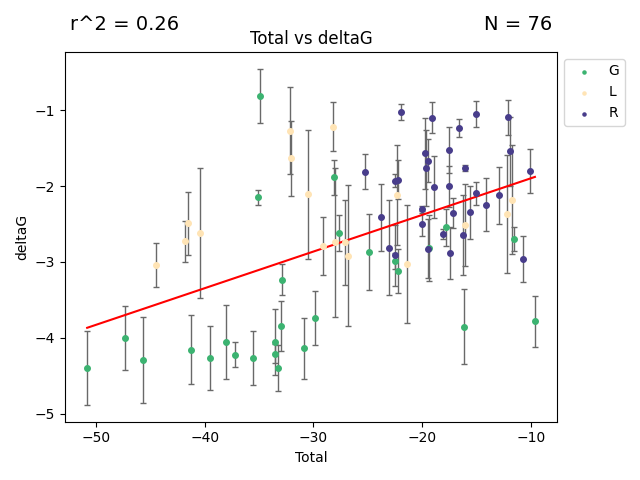 r^2 = 0.26
N = 76
Total vs deltaG
G
L
R
−1
−2
−3
−4
−5
deltaG
−50
−40
−30
−20
−10
Total